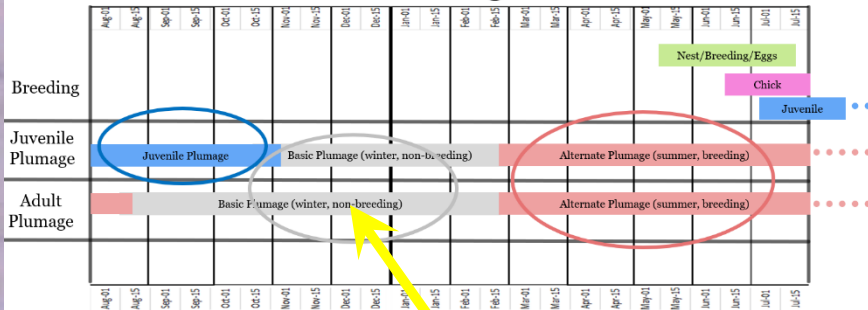 Aug-01 Aug-15 Sep-01 Sep-15 Oct-01 Oct-15 Nov-01 Nov-15 Dec-01 Dec-15 Jan-01 Jan-15 Feb-01 Feb-15 Mar-01 Mar-15 Apr-01 Apr-15 May-01 May-15 Jun-01 Jun-15 Jul-01 Jul-15
Nest/Breeding/Eggs
Breeding
Chick
Juvenile
Juvenile
Plumage
Juvenile Plumage
Basic Plumage (winter, non-breeding)
Alternate Plumage (summer, breeding)
Adult
Plumage
Basic Plumage (winter, non-breeding)
Alternate Plumage (summer, breeding)
Aug-01 Aug-15 Sep-01 Sep-15 Oct-01 Oct-15 Nov-01 Nov-15 Dec-01 Dec-15 Jan-01 Jan-15 Feb-01 Feb-15 Mar-01 Mar-15 Apr-01 Apr-15 May-01 May-15 Jun-01 Jun-15 Jul-01 Jul-15